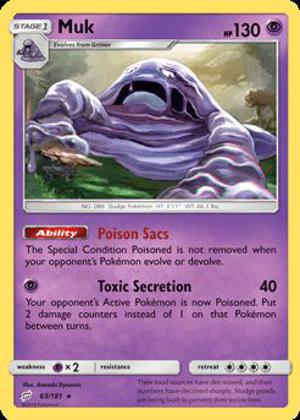 STAGE 1 Muk HP 130
Evolves from Grimer
NO. 089 Sludge Pokémon HT: 3'11" WT: 66.1 lbs.
Ability Poison Sacs
The Special Condition Poisoned is not removed when
your opponent's Pokémon evolve or devolve.
Toxic Secretion 40
Your opponent's Active Pokémon is now Poisoned. Put
2 damage counters instead of 1 on that Pokémon
between turns.
weakness ×2 resistance retreat
Illus. Anesaki Dynamic
63/181 ★
Their food sources have decreased, and their
numbers have declined sharply. Sludge ponds
are being built to prevent their extinction.
©2019 Pokémon